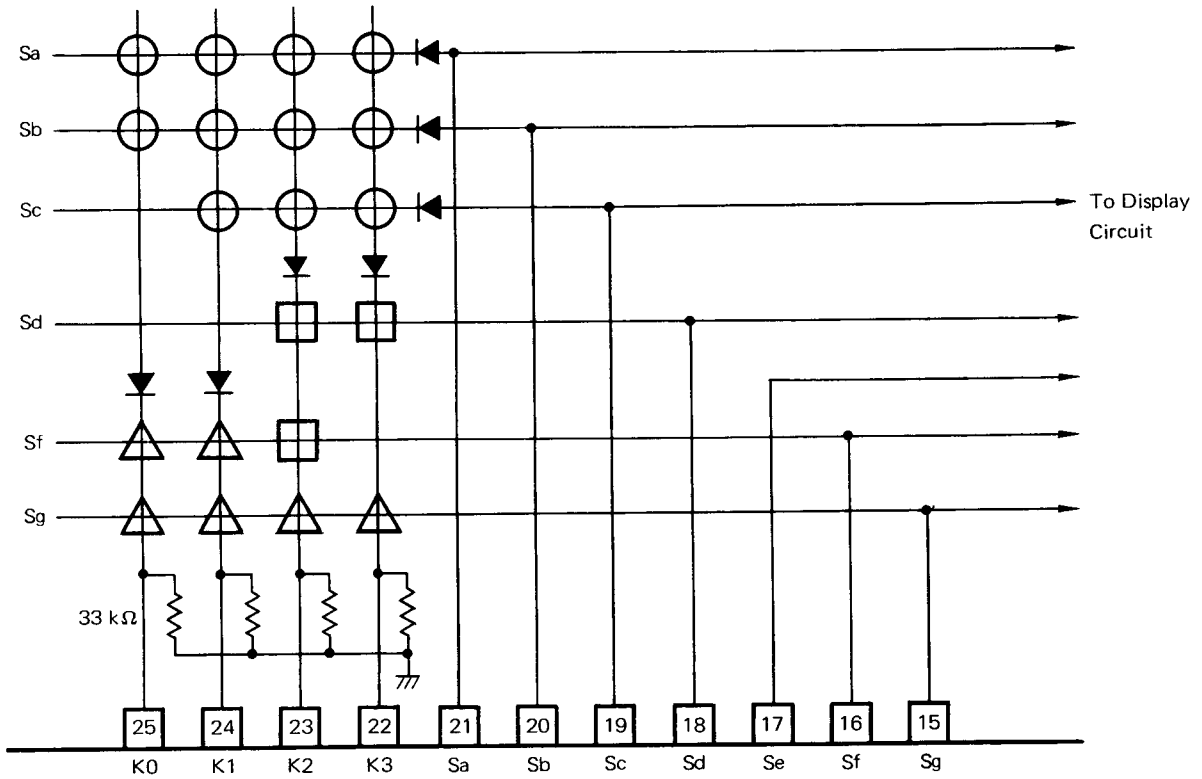 Sa
Sb
Sc
To Display
Circuit
Sd
Sf
Sg
33 kΩ
25 24 23 22 21 20 19 18 17 16 15
K0 K1 K2 K3 Sa Sb Sc Sd Se Sf Sg